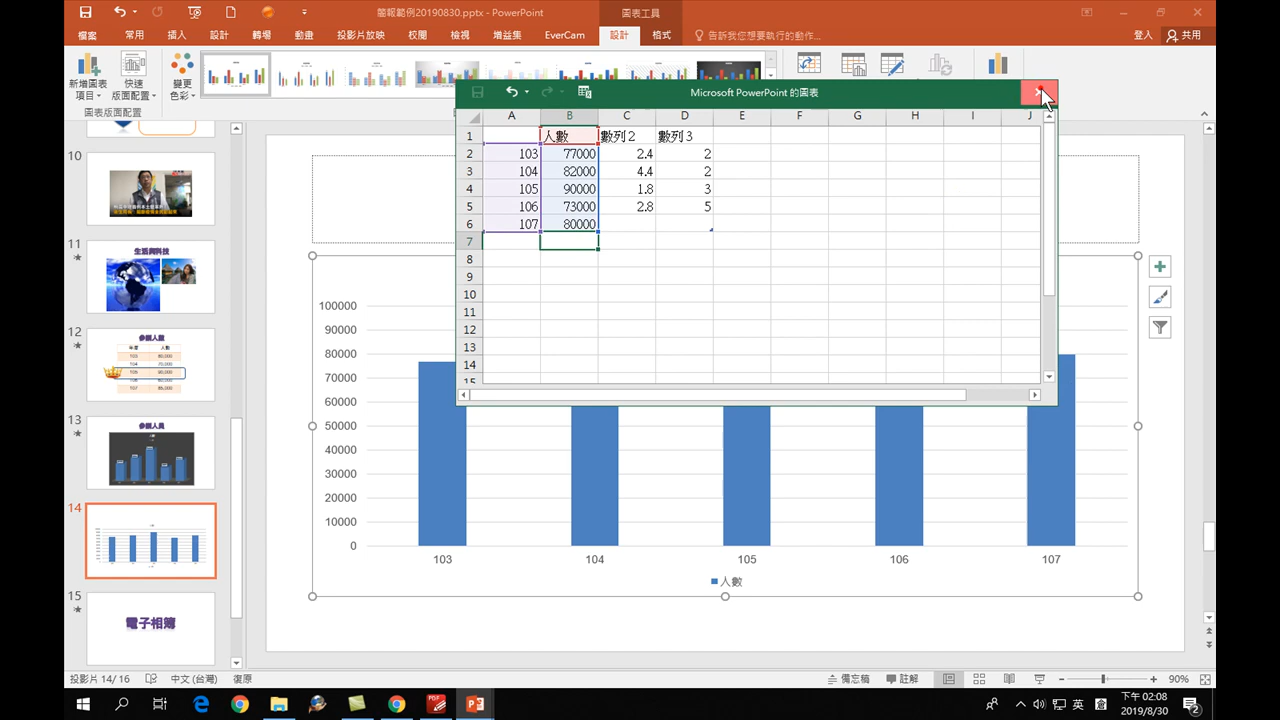 簡報範例20190830.pptx - PowerPoint
圖表工具
檔案 常用 插入 設計 轉場 動畫 投影片放映 校閱 檢視 增益集 EverCam 設計 格式 告訴我您想要執行的動作... 登入 共用
新增圖表項目
快速版面配置
變更色彩
圖表版面配置
Microsoft PowerPoint 的圖表
A B C D E F G H I J
1 人數 數列 2 數列 3
2 103 77000 2.4 2
3 104 82000 4.4 2
4 105 90000 1.8 3
5 106 73000 2.8 5
6 107 80000
7
8
9
10
11
12
13
14
15
10
11
生活與科技
12
參觀人數
年度 人數
13
14
15
電子相簿
100000
90000
80000
70000
60000
50000
40000
30000
20000
10000
0
103 104 105 106 107
人數
投影片 14/ 16 中文 (台灣) 復原 備忘稿 註解 90%
英
下午 02:08
2019/8/30
2